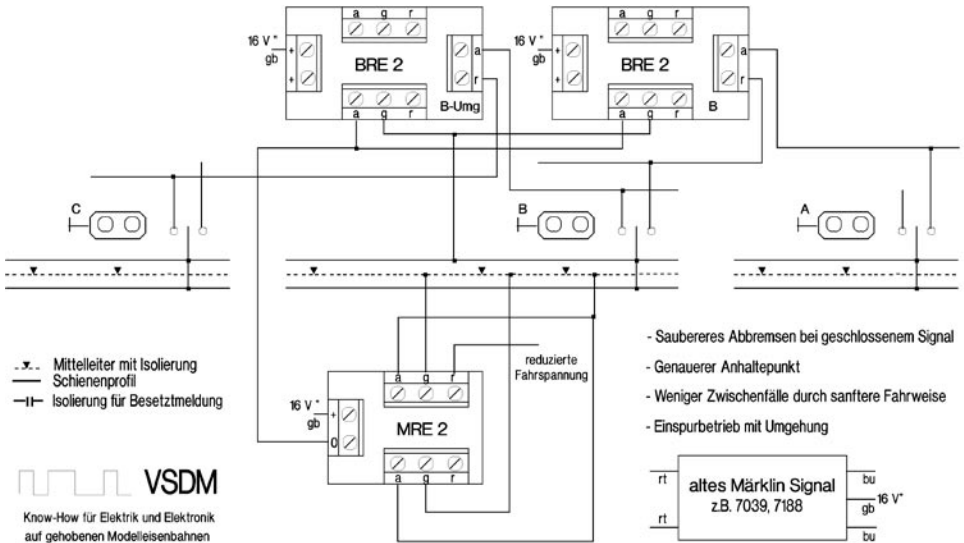 a g r
16 V*
gb
+
+
BRE 2
a
r
B-Umg
a g r
a g r
16 V*
gb
+
+
BRE 2
a
r
B
a g r
C
B
A
Mittelleiter mit Isolierung
Schienenprofil
Isolierung für Besetztmeldung
a g r
reduzierte
Fahrspannung
16 V*
gb
+
0
MRE 2
a g r
- Saubereres Abbremsen bei geschlossenem Signal
- Genauerer Anhaltepunkt
- Weniger Zwischenfälle durch sanftere Fahrweise
- Einspurbetrieb mit Umgehung
VSDM
Know-How für Elektrik und Elektronik
auf gehobenen Modelleisenbahnen
rt
rt
altes Märklin Signal
z.B. 7039, 7188
bu
16 V*
gb
bu